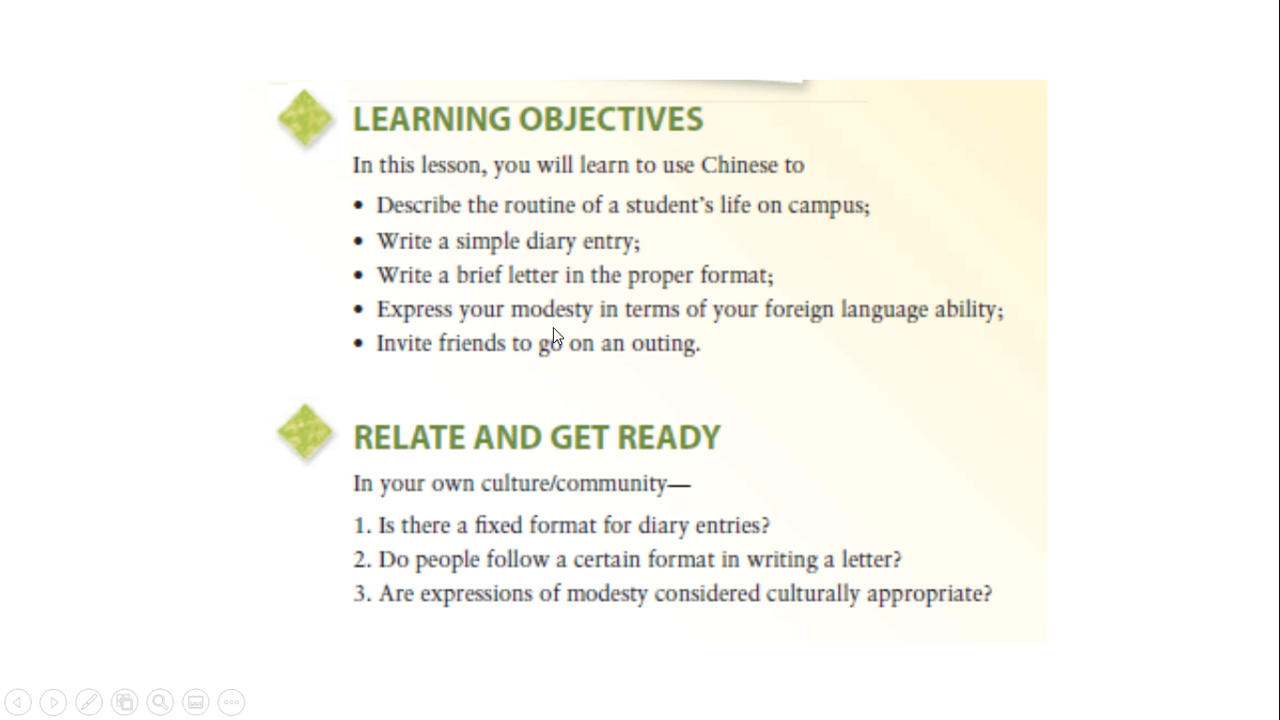 LEARNING OBJECTIVES
In this lesson, you will learn to use Chinese to
• Describe the routine of a student's life on campus;
• Write a simple diary entry;
• Write a brief letter in the proper format;
• Express your modesty in terms of your foreign language ability;
• Invite friends to go on an outing.
RELATE AND GET READY
In your own culture/community—
1. Is there a fixed format for diary entries?
2. Do people follow a certain format in writing a letter?
3. Are expressions of modesty considered culturally appropriate?